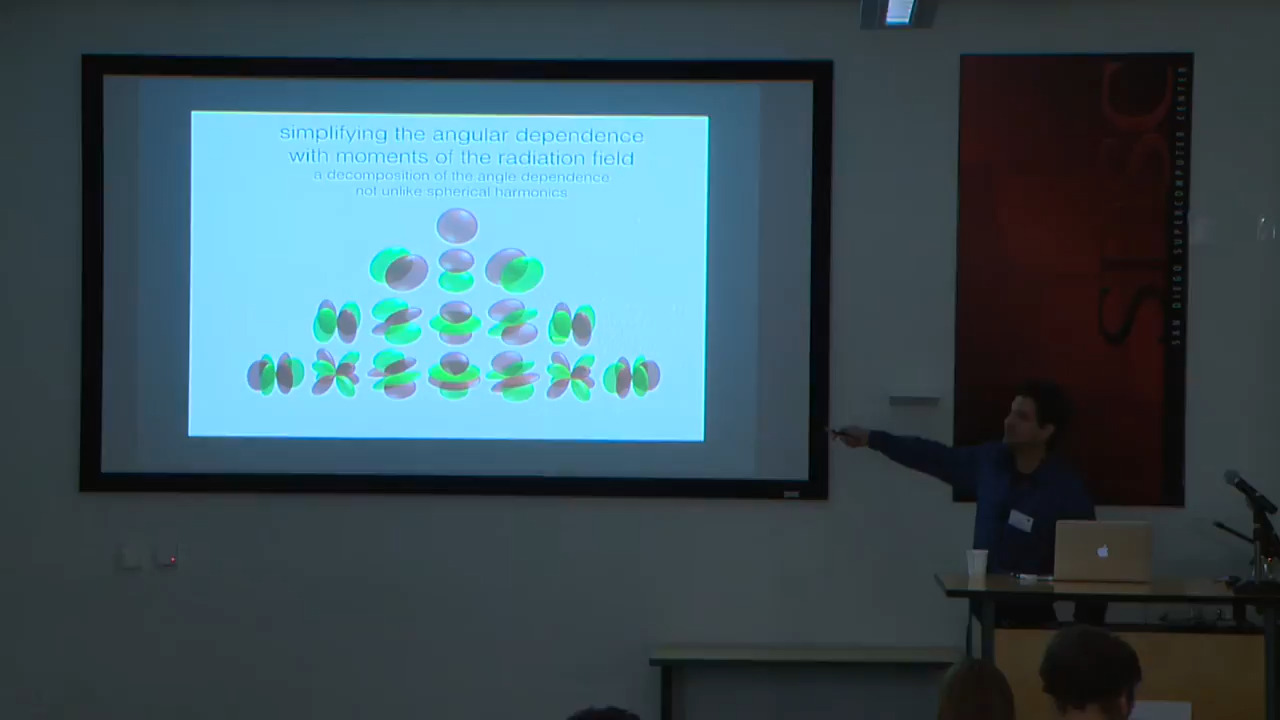 simplifying the angular dependence
with moments of the radiation field
a decomposition of the angle dependence
not unlike spherical harmonics
SDSC
SAN DIEGO SUPERCOMPUTER CENTER